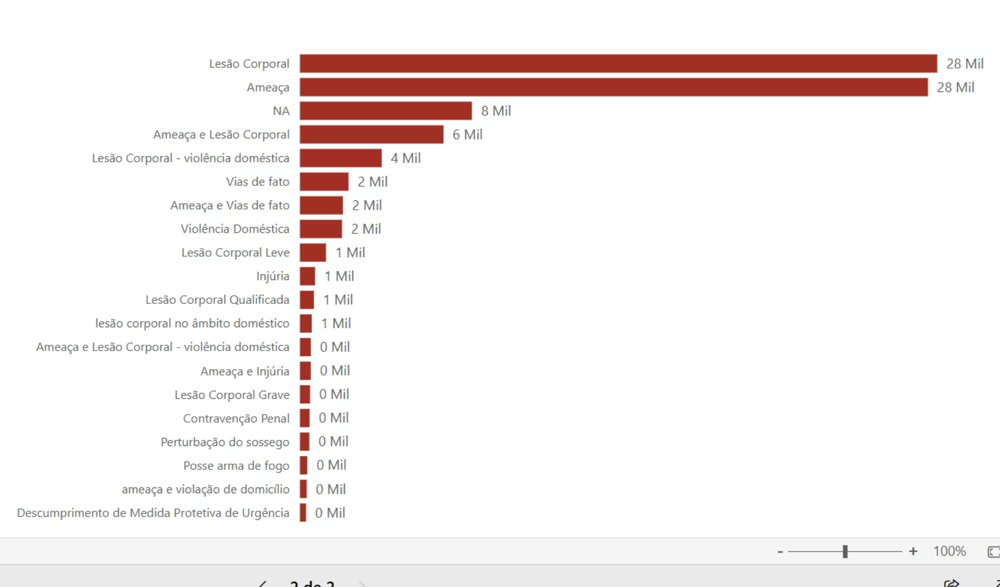 Lesão Corporal 28 Mil
Ameaça 28 Mil
NA 8 Mil
Ameaça e Lesão Corporal 6 Mil
Lesão Corporal - violência doméstica 4 Mil
Vias de fato 2 Mil
Ameaça e Vias de fato 2 Mil
Violência Doméstica 2 Mil
Lesão Corporal Leve 1 Mil
Injúria 1 Mil
Lesão Corporal Qualificada 1 Mil
lesão corporal no âmbito doméstico 1 Mil
Ameaça e Lesão Corporal - violência doméstica 0 Mil
Ameaça e Injúria 0 Mil
Lesão Corporal Grave 0 Mil
Contravenção Penal 0 Mil
Perturbação do sossego 0 Mil
Posse arma de fogo 0 Mil
ameaça e violação de domicílio 0 Mil
Descumprimento de Medida Protetiva de Urgência 0 Mil
- + 100%
de